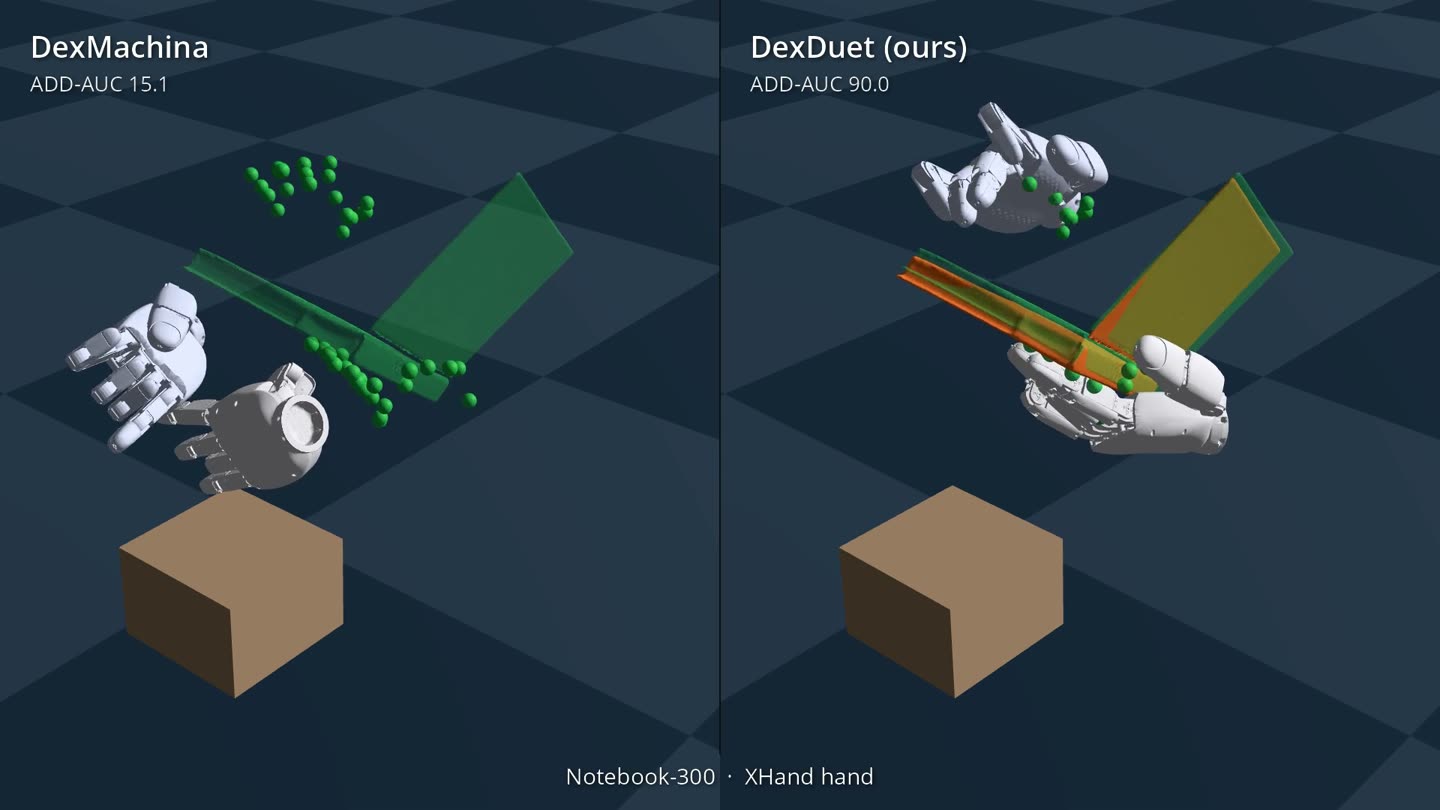 DexMachina
ADD-AUC 15.1
DexDuet (ours)
ADD-AUC 90.0
Notebook-300 · XHand hand